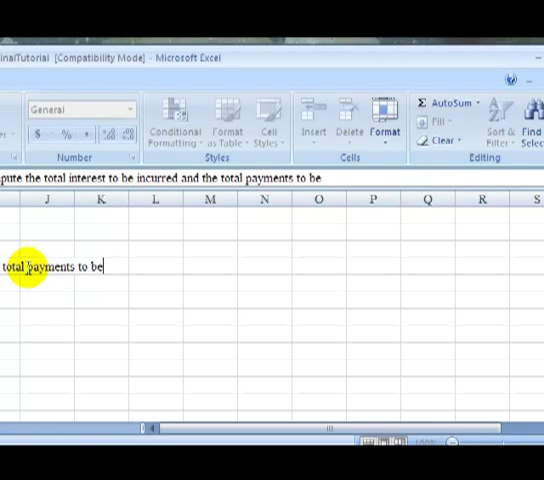 inalTutorial [Compatibility Mode] - Microsoft Excel
General
$ % ,
Number
Conditional Formatting
Format as Table
Cell Styles
Styles
Insert
Delete
Format
Cells
Σ AutoSum
Fill
Clear
Sort & Filter
Find
Selec
Editing
pute the total interest to be incurred and the total payments to be
J K L M N O P Q R S
total payments to be
100%